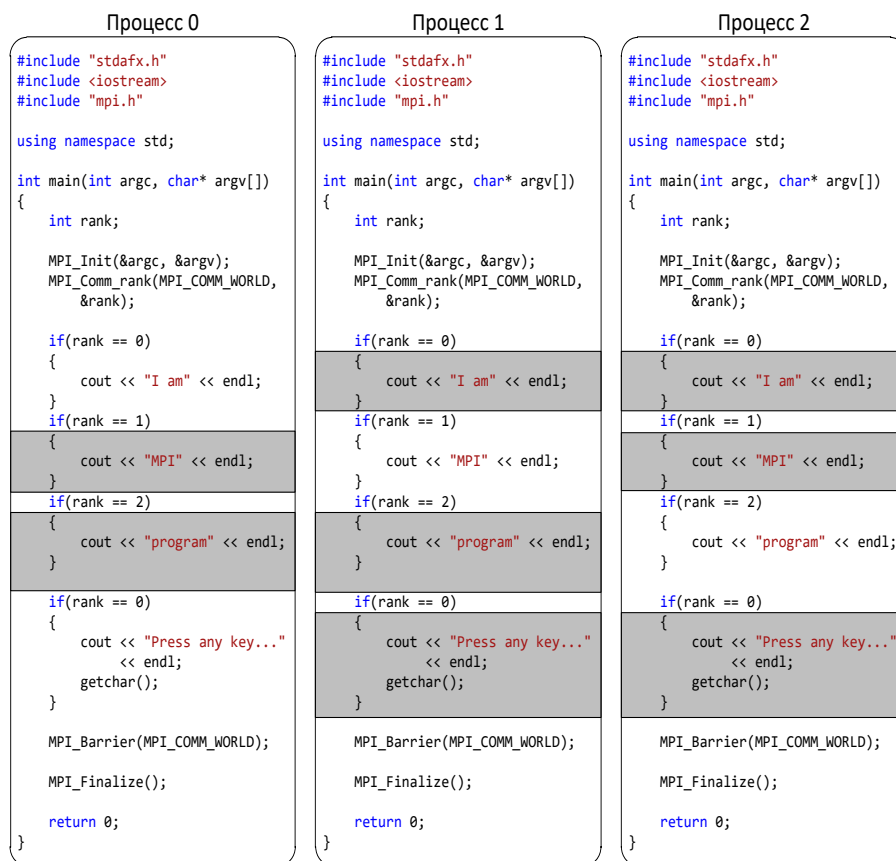 Процесс 0
#include "stdafx.h"
#include <iostream>
#include "mpi.h"
using namespace std;
int main(int argc, char* argv[])
{
    int rank;
    MPI_Init(&argc, &argv);
    MPI_Comm_rank(MPI_COMM_WORLD,
        &rank);
    if(rank == 0)
    {
        cout << "I am" << endl;
    }
    if(rank == 1)
    {
        cout << "MPI" << endl;
    }
    if(rank == 2)
    {
        cout << "program" << endl;
    }
    if(rank == 0)
    {
        cout << "Press any key..."
            << endl;
        getchar();
    }
    MPI_Barrier(MPI_COMM_WORLD);
    MPI_Finalize();
    return 0;
}
Процесс 1
#include "stdafx.h"
#include <iostream>
#include "mpi.h"
using namespace std;
int main(int argc, char* argv[])
{
    int rank;
    MPI_Init(&argc, &argv);
    MPI_Comm_rank(MPI_COMM_WORLD,
        &rank);
    if(rank == 0)
    {
        cout << "I am" << endl;
    }
    if(rank == 1)
    {
        cout << "MPI" << endl;
    }
    if(rank == 2)
    {
        cout << "program" << endl;
    }
    if(rank == 0)
    {
        cout << "Press any key..."
            << endl;
        getchar();
    }
    MPI_Barrier(MPI_COMM_WORLD);
    MPI_Finalize();
    return 0;
}
Процесс 2
#include "stdafx.h"
#include <iostream>
#include "mpi.h"
using namespace std;
int main(int argc, char* argv[])
{
    int rank;
    MPI_Init(&argc, &argv);
    MPI_Comm_rank(MPI_COMM_WORLD,
        &rank);
    if(rank == 0)
    {
        cout << "I am" << endl;
    }
    if(rank == 1)
    {
        cout << "MPI" << endl;
    }
    if(rank == 2)
    {
        cout << "program" << endl;
    }
    if(rank == 0)
    {
        cout << "Press any key..."
            << endl;
        getchar();
    }
    MPI_Barrier(MPI_COMM_WORLD);
    MPI_Finalize();
    return 0;
}